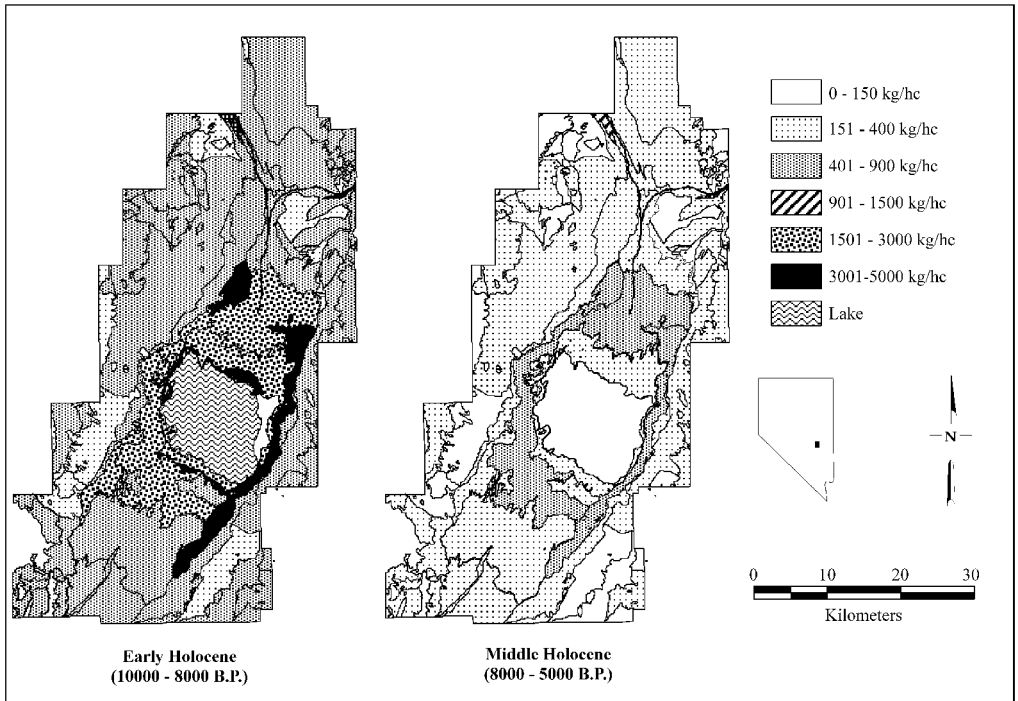 0 - 150 kg/hc
151 - 400 kg/hc
401 - 900 kg/hc
901 - 1500 kg/hc
1501 - 3000 kg/hc
3001-5000 kg/hc
Lake
N
0 10 20 30
Kilometers
Early Holocene
(10000 - 8000 B.P.)
Middle Holocene
(8000 - 5000 B.P.)